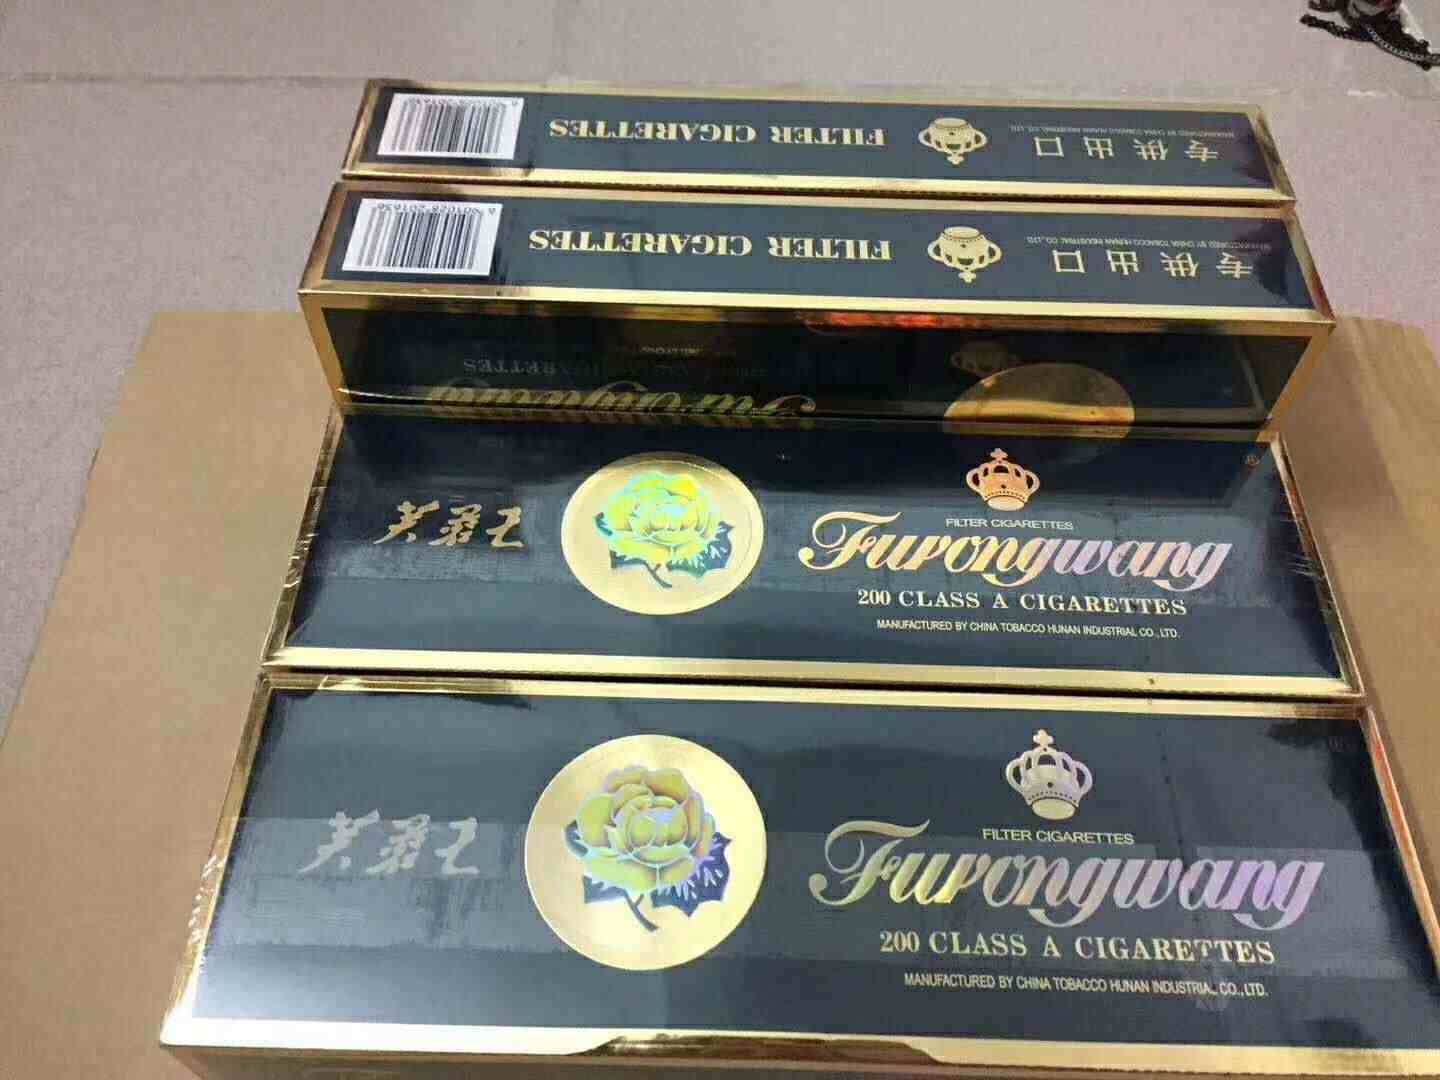 专供出口
MANUFACTURED BY CHINA TOBACCO HUNAN INDUSTRIAL CO.,LTD.
FILTER CIGARETTES
专供出口
MANUFACTURED BY CHINA TOBACCO HUNAN INDUSTRIAL CO.,LTD.
FILTER CIGARETTES
6 901028 201636
芙蓉王
®
FILTER CIGARETTES
Furongwang
200 CLASS A CIGARETTES
MANUFACTURED BY CHINA TOBACCO HUNAN INDUSTRIAL CO.,LTD.
芙蓉王
FILTER CIGARETTES
Furongwang
200 CLASS A CIGARETTES
MANUFACTURED BY CHINA TOBACCO HUNAN INDUSTRIAL CO.,LTD.